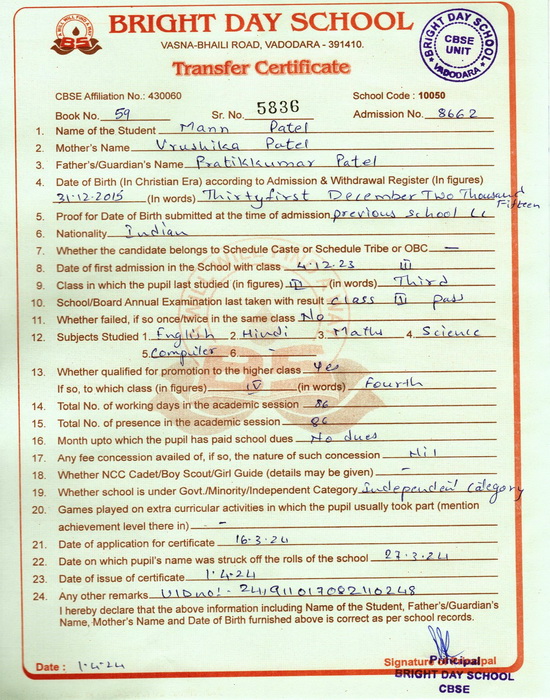 BRIGHT DAY SCHOOL
VASNA-BHAILI ROAD, VADODARA - 391410.
Transfer Certificate
BRIGHT DAY SCHOOL
CBSE
UNIT
VADODARA
CBSE Affiliation No.: 430060 School Code : 10050
Book No. 59 Sr. No. 5836 Admission No. 8662
1. Name of the Student Mann Patel
2. Mother's Name Vrushika Patel
3. Father's/Guardian's Name Pratikkumar Patel
4. Date of Birth (In Christian Era) according to Admission & Withdrawal Register (In figures)
31.12.2015 (In words) Thirtyfirst December Two Thousand Fifteen
5. Proof for Date of Birth submitted at the time of admission previous school LC
6. Nationality Indian
7. Whether the candidate belongs to Schedule Caste or Schedule Tribe or OBC —
8. Date of first admission in the School with class 4.12.23 III
9. Class in which the pupil last studied (in figures) III (in words) Third
10. School/Board Annual Examination last taken with result class III pass
11. Whether failed, if so once/twice in the same class No
12. Subjects Studied 1. English 2. Hindi 3. Maths 4. Science
5. Computer 6. -
13. Whether qualified for promotion to the higher class yes
If so, to which class (in figures) IV (in words) Fourth
14. Total No. of working days in the academic session 86
15. Total No. of presence in the academic session 86
16. Month upto which the pupil has paid school dues No dues
17. Any fee concession availed of, if so, the nature of such concession Nil
18. Whether NCC Cadet/Boy Scout/Girl Guide (details may be given) -
19. Whether school is under Govt./Minority/Independent Category Independent category
20. Games played on extra curricular activities in which the pupil usually took part (mention
achievement level there in) -
21. Date of application for certificate 16.3.24
22. Date on which pupil's name was struck off the rolls of the school 27.3.24
23. Date of issue of certificate 1.4.24
24. Any other remarks UID no:- 241911017082110248
I hereby declare that the above information including Name of the Student, Father's/Guardian's
Name, Mother's Name and Date of Birth furnished above is correct as per school records.
Date : 1.4.24 Signature Principal
Principal
BRIGHT DAY SCHOOL
CBSE